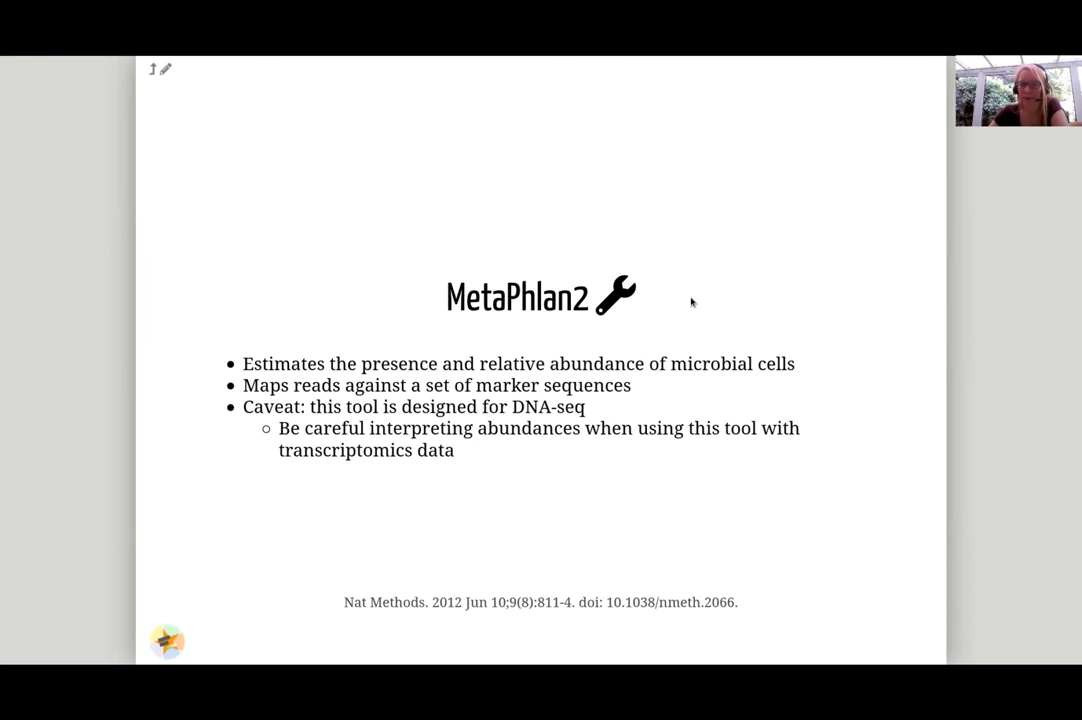 MetaPhlan2
Estimates the presence and relative abundance of microbial cells
Maps reads against a set of marker sequences
Caveat: this tool is designed for DNA-seq
Be careful interpreting abundances when using this tool with
transcriptomics data
Nat Methods. 2012 Jun 10;9(8):811-4. doi: 10.1038/nmeth.2066.